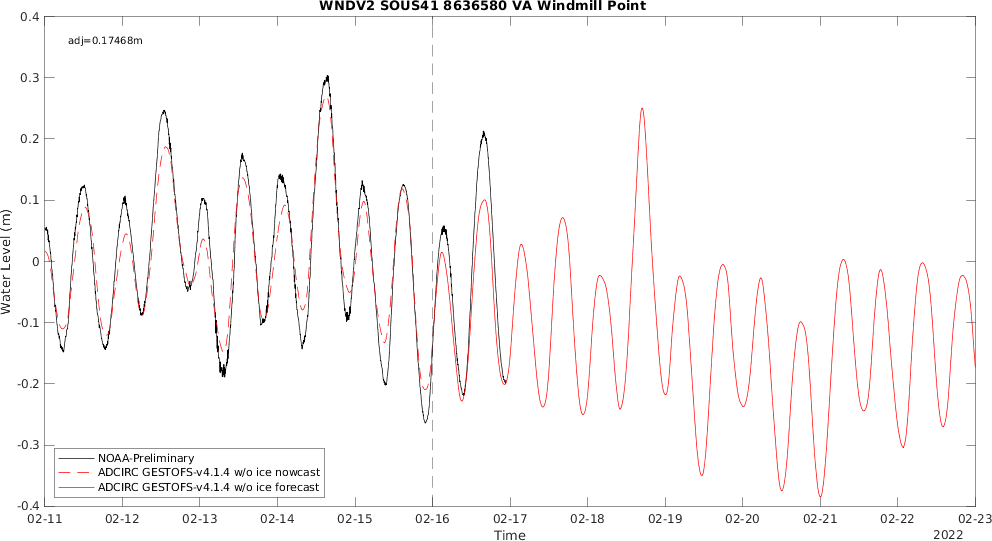 WNDV2 SOUS41 8636580 VA Windmill Point
adj=0.17468m
0.4
0.3
0.2
0.1
0
-0.1
-0.2
-0.3
-0.4
Water Level (m)
NOAA-Preliminary
ADCIRC GESTOFS-v4.1.4 w/o ice nowcast
ADCIRC GESTOFS-v4.1.4 w/o ice forecast
02-11 02-12 02-13 02-14 02-15 02-16 02-17 02-18 02-19 02-20 02-21 02-22 02-23
Time
2022